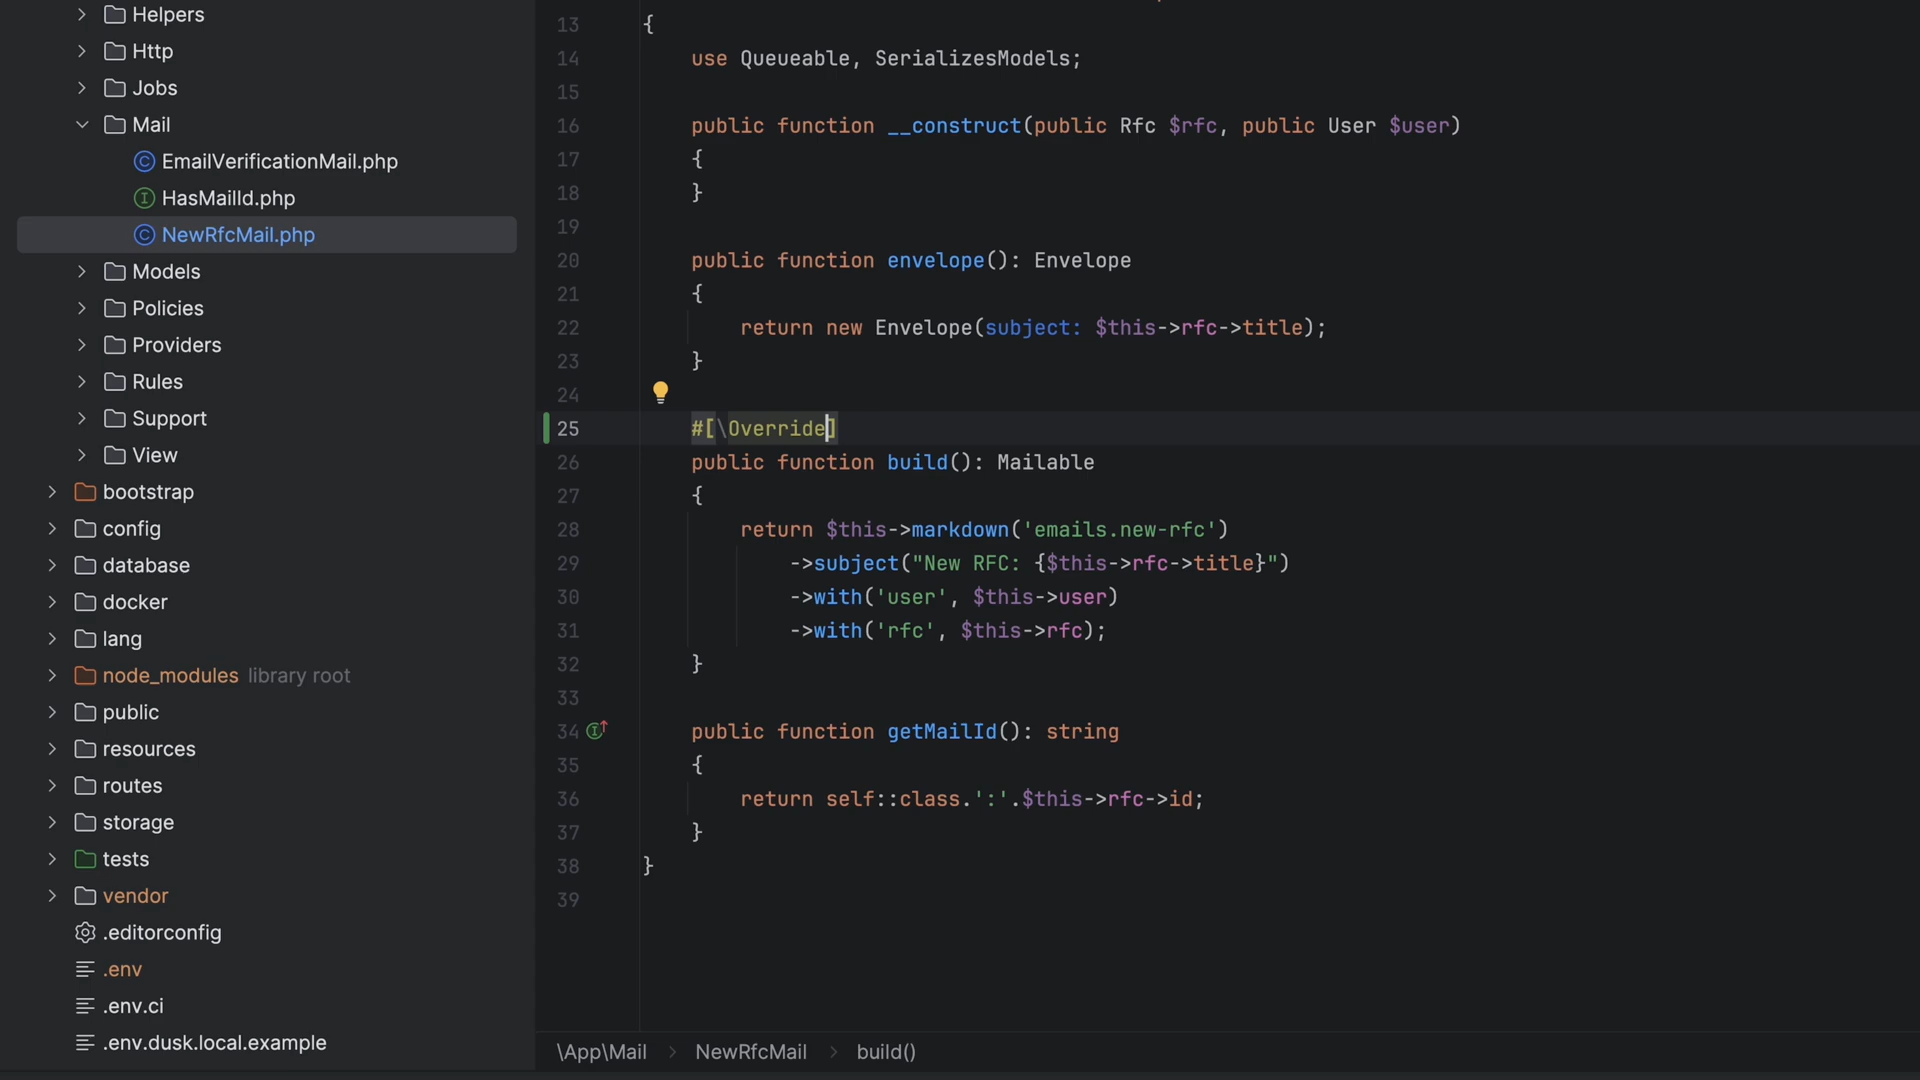 Helpers
Http
Jobs
Mail
EmailVerificationMail.php
HasMailId.php
NewRfcMail.php
Models
Policies
Providers
Rules
Support
View
bootstrap
config
database
docker
lang
node_modules library root
public
resources
routes
storage
tests
vendor
.editorconfig
.env
.env.ci
.env.dusk.local.example
13 {
14 use Queueable, SerializesModels;
15
16 public function __construct(public Rfc $rfc, public User $user)
17 {
18 }
19
20 public function envelope(): Envelope
21 {
22 return new Envelope(subject: $this->rfc->title);
23 }
24
25 #[\Override]
26 public function build(): Mailable
27 {
28 return $this->markdown('emails.new-rfc')
29 ->subject("New RFC: {$this->rfc->title}")
30 ->with('user', $this->user)
31 ->with('rfc', $this->rfc);
32 }
33
34 public function getMailId(): string
35 {
36 return self::class.':'.$this->rfc->id;
37 }
38 }
39
\App\Mail > NewRfcMail > build()